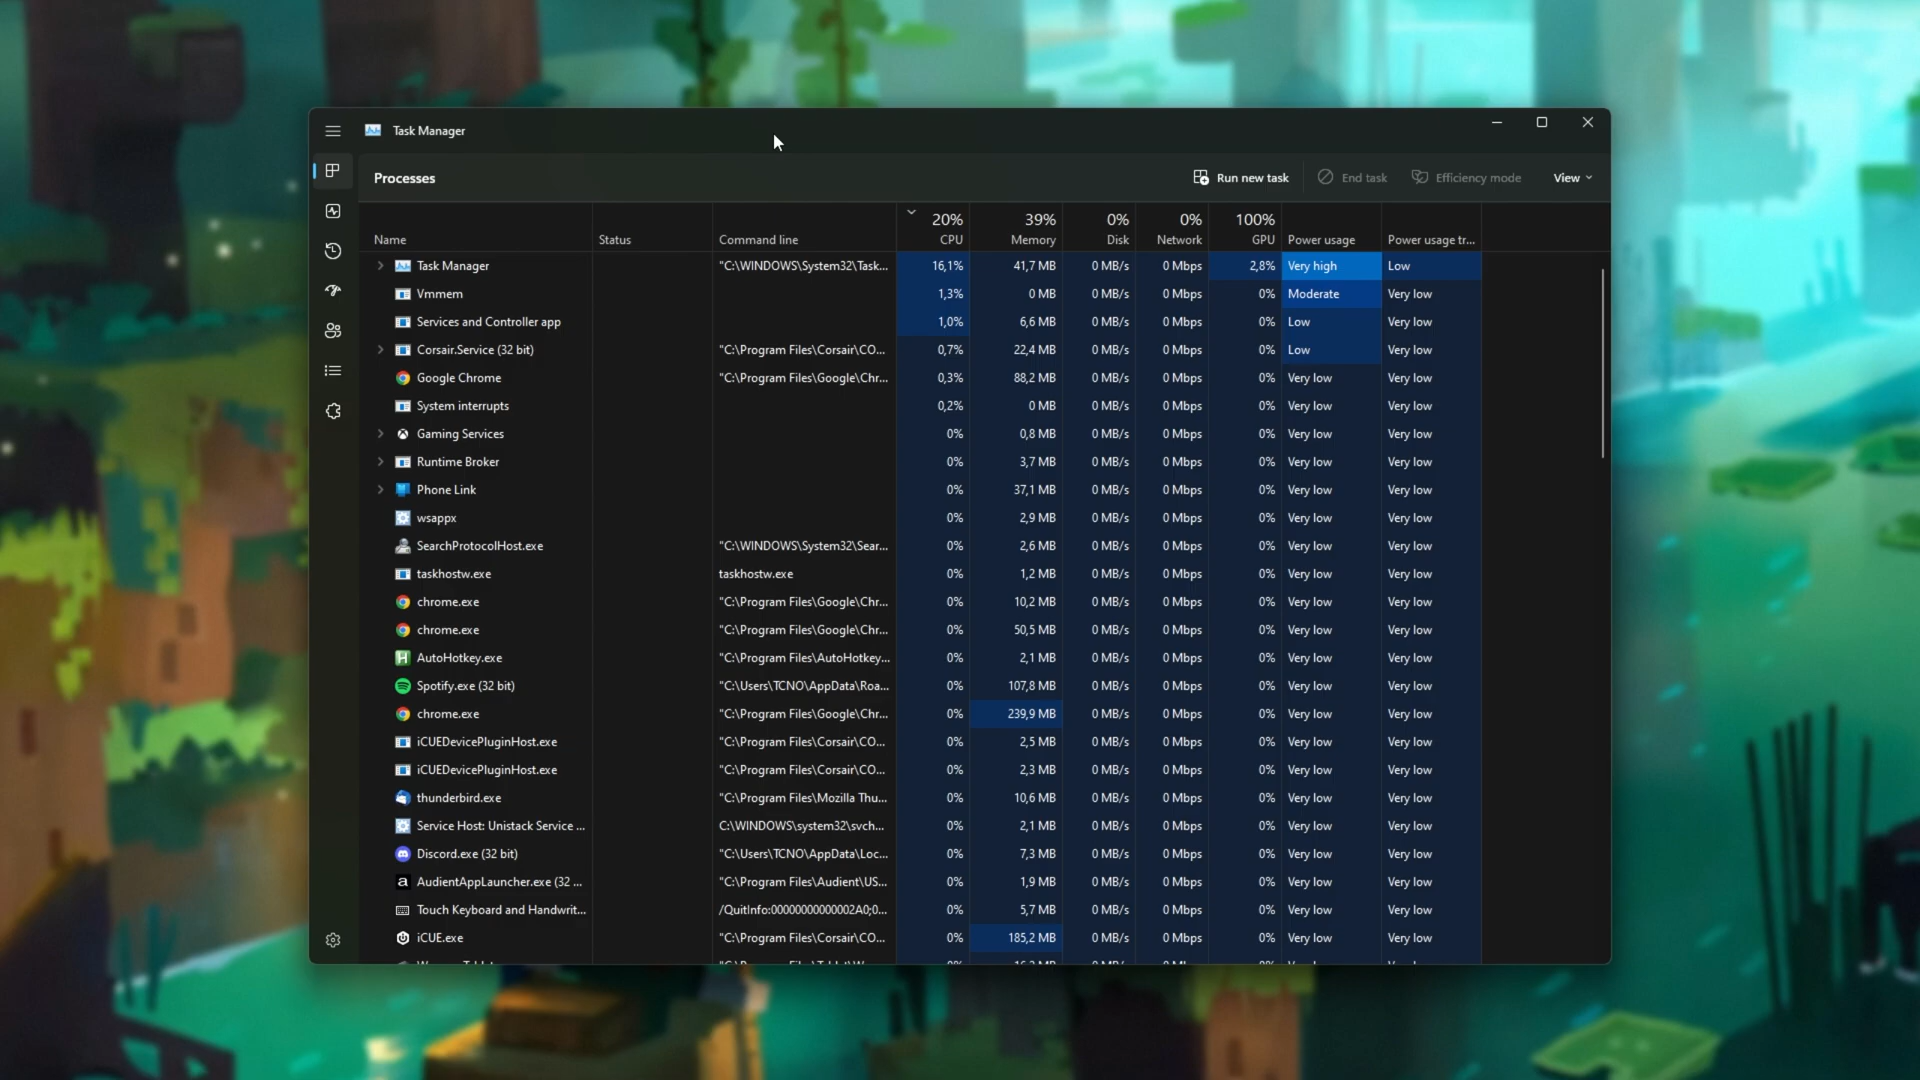 Task Manager
Processes
Run new task End task Efficiency mode View
20% 39% 0% 0% 100%
Name Status Command line CPU Memory Disk Network GPU Power usage Power usage tr...
Task Manager "C:\WINDOWS\System32\Task... 16,1% 41,7 MB 0 MB/s 0 Mbps 2,8% Very high Low
Vmmem 1,3% 0 MB 0 MB/s 0 Mbps 0% Moderate Very low
Services and Controller app 1,0% 6,6 MB 0 MB/s 0 Mbps 0% Low Very low
Corsair.Service (32 bit) "C:\Program Files\Corsair\CO... 0,7% 22,4 MB 0 MB/s 0 Mbps 0% Low Very low
Google Chrome "C:\Program Files\Google\Chr... 0,3% 88,2 MB 0 MB/s 0 Mbps 0% Very low Very low
System interrupts 0,2% 0 MB 0 MB/s 0 Mbps 0% Very low Very low
Gaming Services 0% 0,8 MB 0 MB/s 0 Mbps 0% Very low Very low
Runtime Broker 0% 3,7 MB 0 MB/s 0 Mbps 0% Very low Very low
Phone Link 0% 37,1 MB 0 MB/s 0 Mbps 0% Very low Very low
wsappx 0% 2,9 MB 0 MB/s 0 Mbps 0% Very low Very low
SearchProtocolHost.exe "C:\WINDOWS\System32\Sear... 0% 2,6 MB 0 MB/s 0 Mbps 0% Very low Very low
taskhostw.exe taskhostw.exe 0% 1,2 MB 0 MB/s 0 Mbps 0% Very low Very low
chrome.exe "C:\Program Files\Google\Chr... 0% 10,2 MB 0 MB/s 0 Mbps 0% Very low Very low
chrome.exe "C:\Program Files\Google\Chr... 0% 50,5 MB 0 MB/s 0 Mbps 0% Very low Very low
AutoHotkey.exe "C:\Program Files\AutoHotkey... 0% 2,1 MB 0 MB/s 0 Mbps 0% Very low Very low
Spotify.exe (32 bit) "C:\Users\TCNO\AppData\Roa... 0% 107,8 MB 0 MB/s 0 Mbps 0% Very low Very low
chrome.exe "C:\Program Files\Google\Chr... 0% 239,9 MB 0 MB/s 0 Mbps 0% Very low Very low
iCUEDevicePluginHost.exe "C:\Program Files\Corsair\CO... 0% 2,5 MB 0 MB/s 0 Mbps 0% Very low Very low
iCUEDevicePluginHost.exe "C:\Program Files\Corsair\CO... 0% 2,3 MB 0 MB/s 0 Mbps 0% Very low Very low
thunderbird.exe "C:\Program Files\Mozilla Thu... 0% 10,6 MB 0 MB/s 0 Mbps 0% Very low Very low
Service Host: Unistack Service ... C:\WINDOWS\system32\svch... 0% 2,1 MB 0 MB/s 0 Mbps 0% Very low Very low
Discord.exe (32 bit) "C:\Users\TCNO\AppData\Loc... 0% 7,3 MB 0 MB/s 0 Mbps 0% Very low Very low
AudientAppLauncher.exe (32 ... "C:\Program Files\Audient\US... 0% 1,9 MB 0 MB/s 0 Mbps 0% Very low Very low
Touch Keyboard and Handwrit... /QuitInfo:00000000000002A0;0... 0% 5,7 MB 0 MB/s 0 Mbps 0% Very low Very low
iCUE.exe "C:\Program Files\Corsair\CO... 0% 185,2 MB 0 MB/s 0 Mbps 0% Very low Very low